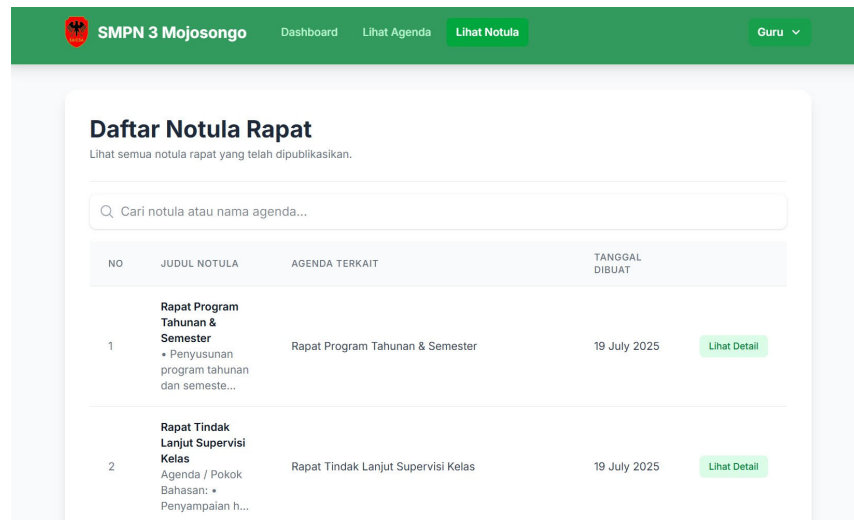 SMPN 3 Mojosongo
Dashboard
Lihat Agenda
Lihat Notula
Guru
Daftar Notula Rapat
Lihat semua notula rapat yang telah dipublikasikan.
Cari notula atau nama agenda...
NO
JUDUL NOTULA
AGENDA TERKAIT
TANGGAL
DIBUAT
1
Rapat Program
Tahunan &
Semester
• Penyusunan
program tahunan
dan semeste...
Rapat Program Tahunan & Semester
19 July 2025
Lihat Detail
2
Rapat Tindak
Lanjut Supervisi
Kelas
Agenda / Pokok
Bahasan: •
Penyampaian h...
Rapat Tindak Lanjut Supervisi Kelas
19 July 2025
Lihat Detail